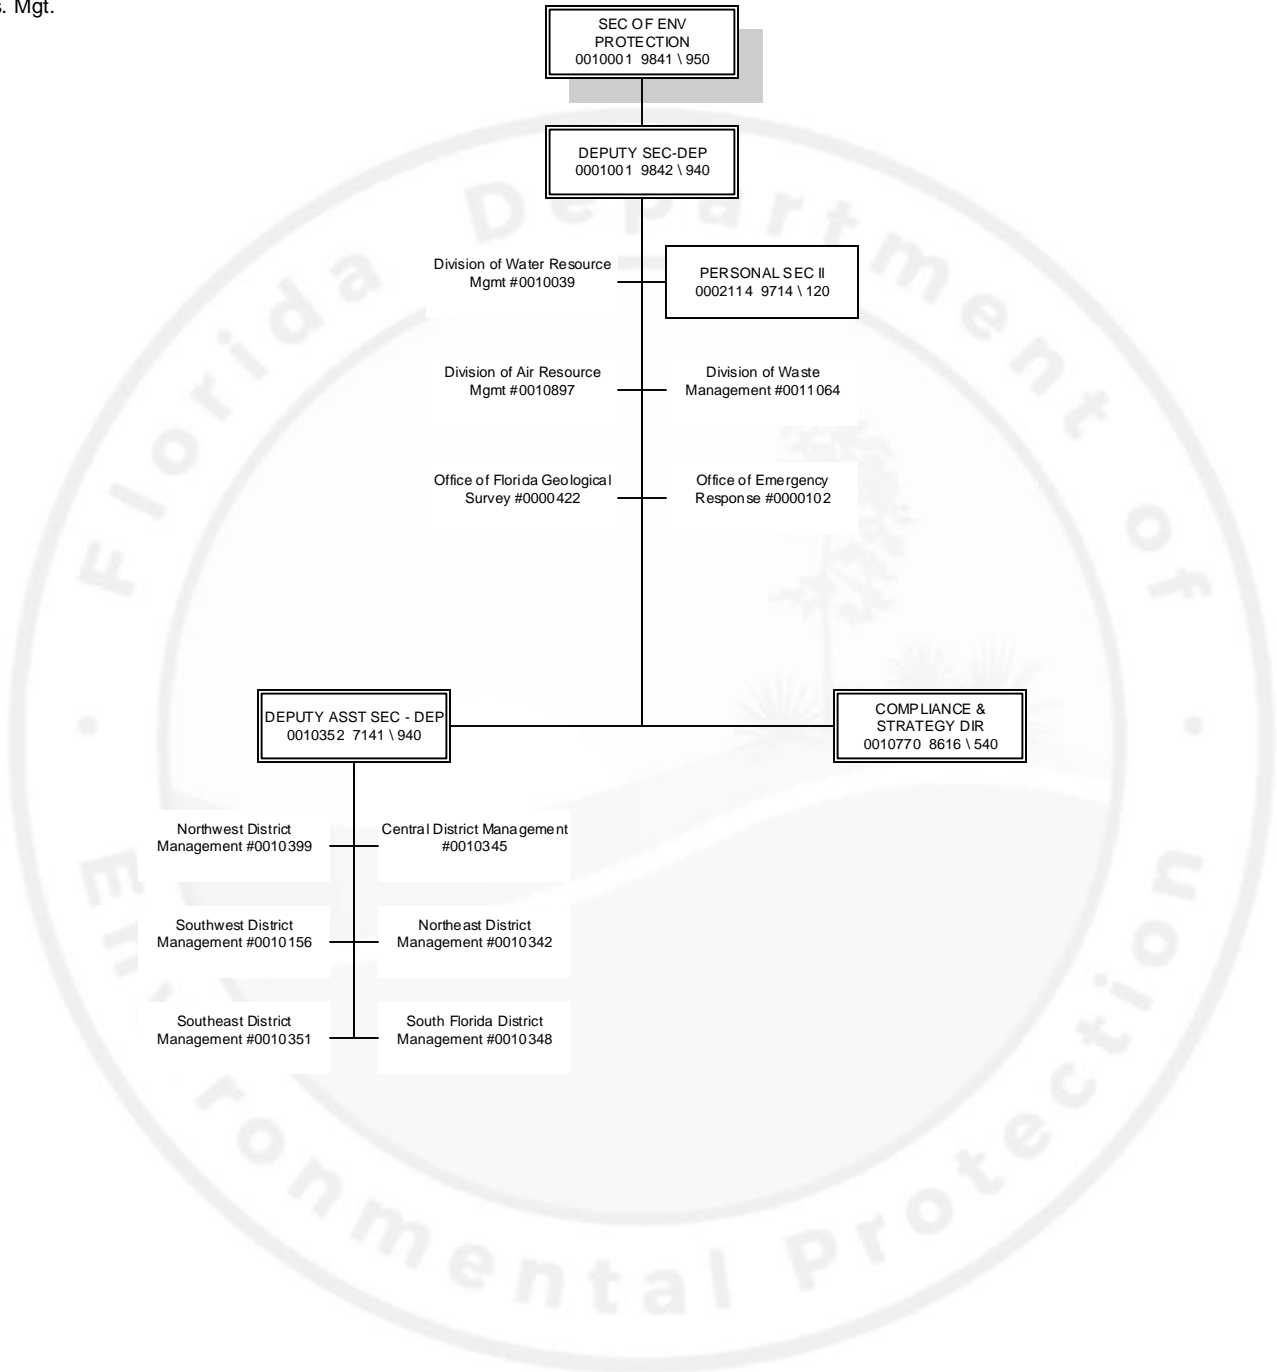 s. Mgt.
SEC OF ENV
PROTECTION
0010001 9841 \ 950
DEPUTY SEC-DEP
0001001 9842 \ 940
Division of Water Resource
Mgmt #0010039
PERSONAL SEC II
0002114 9714 \ 120
Division of Air Resource
Mgmt #0010897
Division of Waste
Management #0011064
Office of Florida Geological
Survey #0000422
Office of Emergency
Response #0000102
DEPUTY ASST SEC - DEP
0010352 7141 \ 940
COMPLIANCE &
STRATEGY DIR
0010770 8616 \ 540
Northwest District
Management #0010399
Central District Management
#0010345
Southwest District
Management #0010156
Northeast District
Management #0010342
Southeast District
Management #0010351
South Florida District
Management #0010348
Florida Department of
Environmental Protection